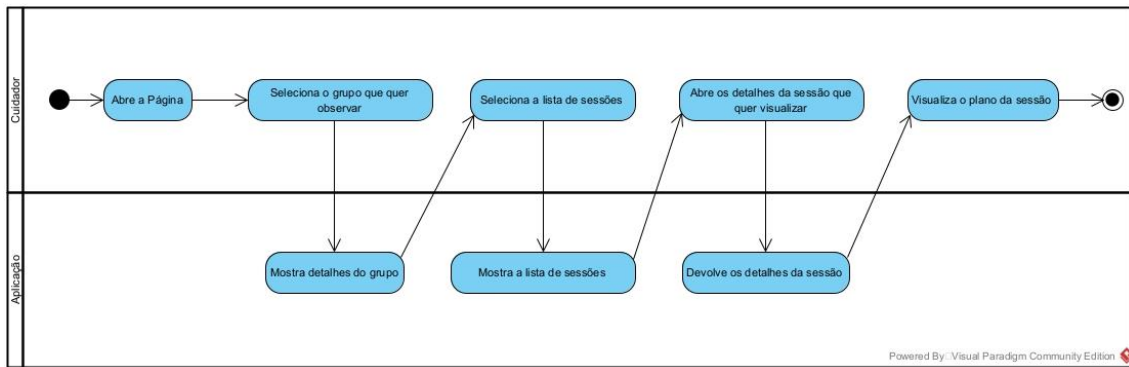 Cuidador
Abre a Página
Seleciona o grupo que quer
observar
Seleciona a lista de sessões
Abre os detalhes da sessão que
quer visualizar
Visualiza o plano da sessão
Aplicação
Mostra detalhes do grupo
Mostra a lista de sessões
Devolve os detalhes da sessão
Powered By Visual Paradigm Community Edition